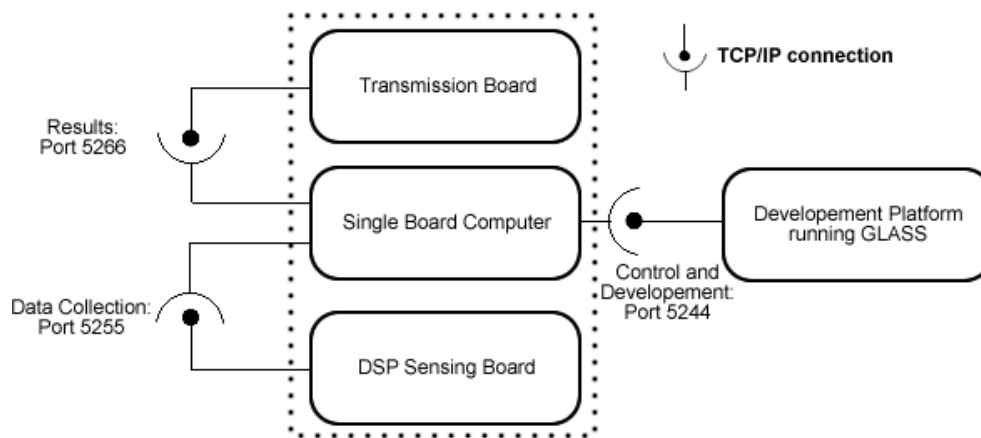 Transmission Board
TCP/IP connection
Results:
Port 5266
Single Board Computer
Developement Platform
running GLASS
Control and
Developement:
Port 5244
Data Collection:
Port 5255
DSP Sensing Board